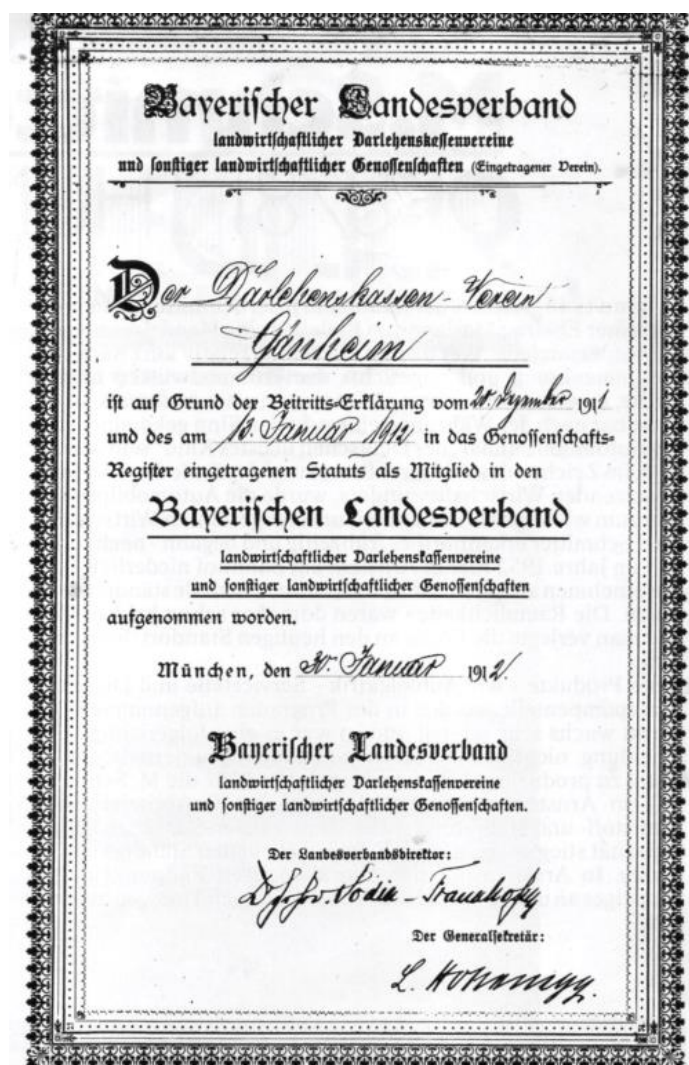 Bayerischer Landesverband
landwirtschaftlicher Darlehenskassenvereine
und sonstiger landwirtschaftlicher Genossenschaften (Eingetragener Verein).
Der Darlehenskassen-Verein
Gänheim
ist auf Grund der Beitritts-Erklärung vom Dezember 1911
und des am Januar 1912 in das Genossenschafts-
Register eingetragenen Statuts als Mitglied in den
Bayerischen Landesverband
landwirtschaftlicher Darlehenskassenvereine
und sonstiger landwirtschaftlicher Genossenschaften
aufgenommen worden.
München, den 30. Januar 1912.
Bayerischer Landesverband
landwirtschaftlicher Darlehenskassenvereine
und sonstiger landwirtschaftlicher Genossenschaften.
Der Landesverbandsdirektor:
Der Generalsekretär: